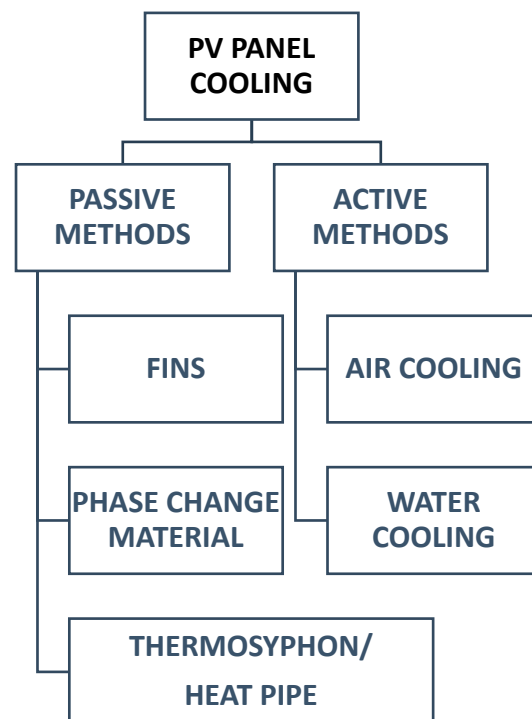 PV PANEL
COOLING
PASSIVE
METHODS
FINS
PHASE CHANGE
MATERIAL
THERMOSYPHON/
HEAT PIPE
ACTIVE
METHODS
AIR COOLING
WATER
COOLING